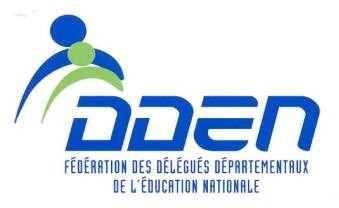 DDEN
FÉDÉRATION DES DÉLÉGUÉS DÉPARTEMENTAUX
DE L'ÉDUCATION NATIONALE